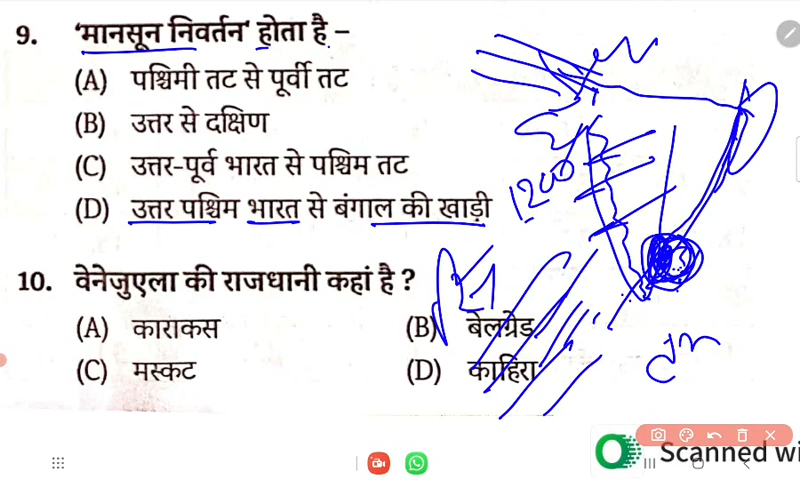 9. 'मानसून निवर्तन' होता है –
(A) पश्चिमी तट से पूर्वी तट
(B) उत्तर से दक्षिण
(C) उत्तर-पूर्व भारत से पश्चिम तट
(D) उत्तर पश्चिम भारत से बंगाल की खाड़ी
1200
10. वेनेजुएला की राजधानी कहां है ?
(A) काराकस (B) बेलग्रेड
(C) मस्कट (D) काहिरा
Scanned wi